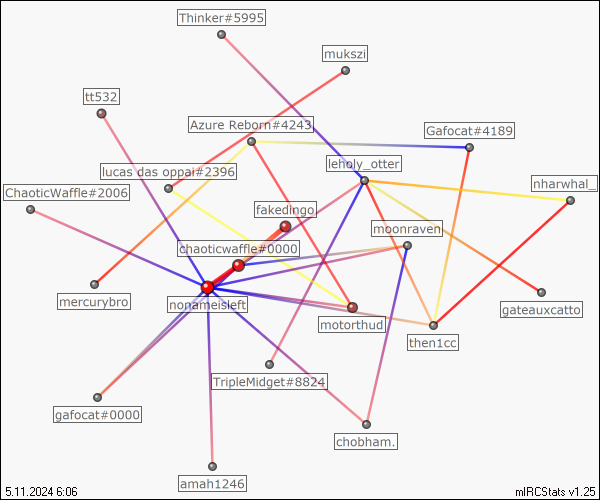 Thinker#5995
mukszi
tt532
Azure Reborn#4243
Gafocat#4189
leholy_otter
lucas das oppai#2396
nharwhal_
ChaoticWaffle#2006
fakedingo
moonraven
chaoticwaffle#0000
mercurybro
nonameisleft
gateauxcatto
motorthud
then1cc
TripleMidget#8824
gafocat#0000
chobham.
amah1246
5.11.2024 6:06
mIRCStats v1.25